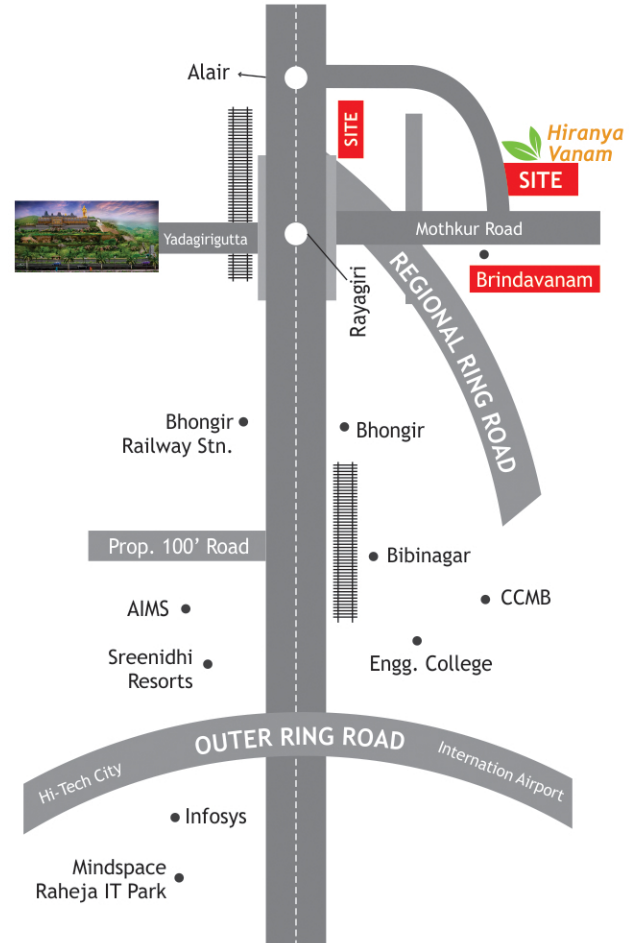 Alair
SITE
Hiranya
Vanam
SITE
Yadagirigutta
Mothkur Road
Brindavanam
Rayagiri
REGIONAL RING ROAD
Bhongir
Railway Stn.
Bhongir
Prop. 100’ Road
Bibinagar
AIMS
CCMB
Sreenidhi
Resorts
Engg. College
OUTER RING ROAD
Hi-Tech City
Internation Airport
Infosys
Mindspace
Raheja IT Park